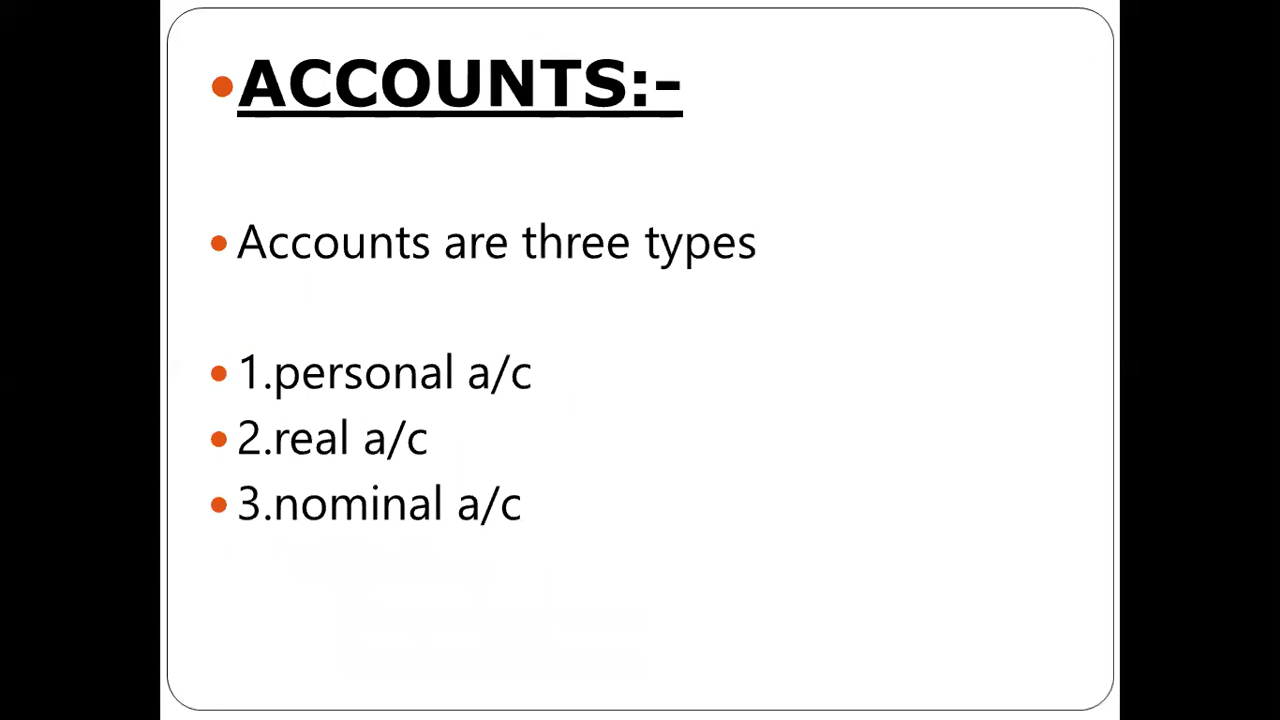 •ACCOUNTS:-
•Accounts are three types
•1.personal a/c
•2.real a/c
•3.nominal a/c